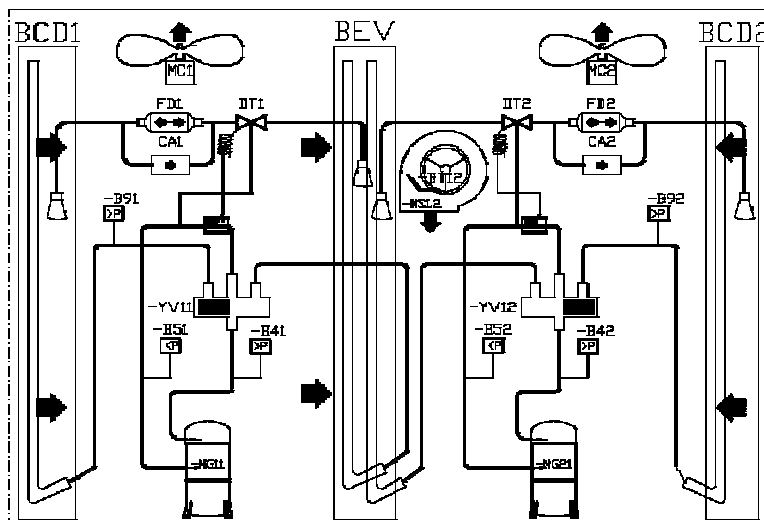 BCD1 BEV BCD2
MC1 MC2
FD1 DT1 DT2 FD2
CA1 CA2
-B91 -B92
-YV11 -YV12
-B51 -B41 -B52 -B42
>P >P
<P >P <P >P
-MG11 -MG21